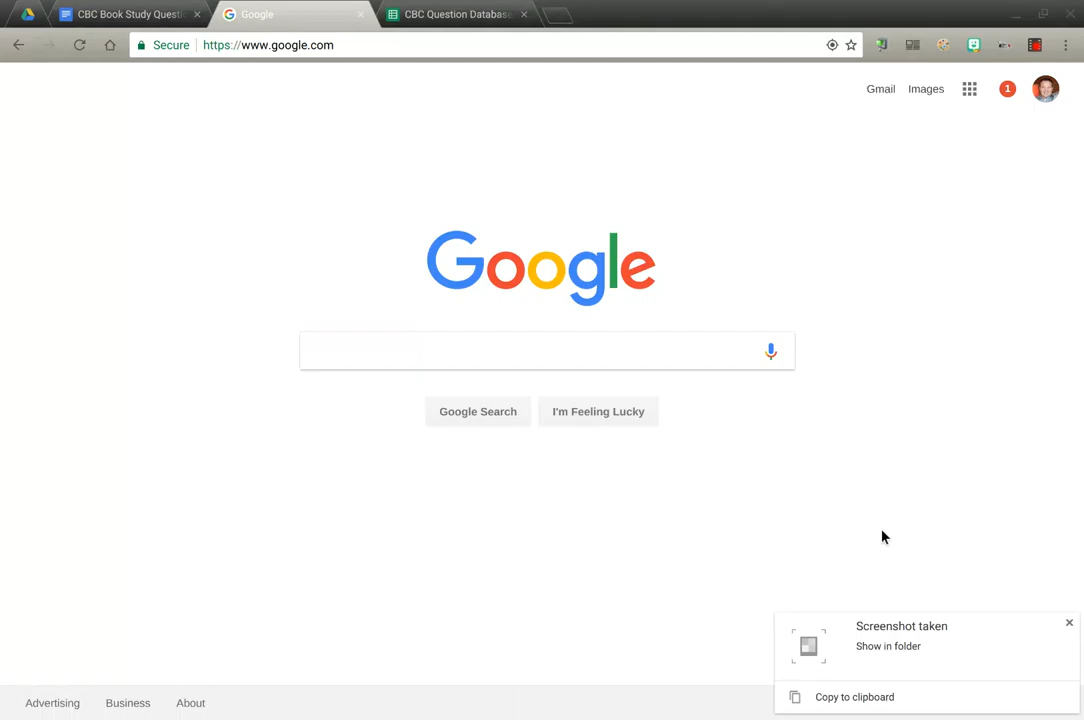 CBC Book Study Questi
Google
CBC Question Database
Secure
https://www.google.com
Gmail
Images
1
Google
Google Search
I'm Feeling Lucky
Screenshot taken
Show in folder
Copy to clipboard
Advertising
Business
About